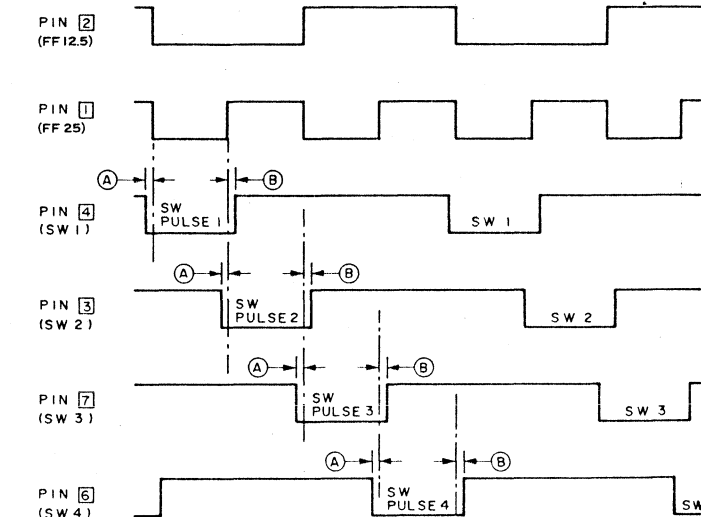 PIN 2
(FF 12.5)
PIN 1
(FF 25)
A B
PIN 4
(SW 1)
SW
PULSE 1
SW 1
A B
PIN 3
(SW 2)
SW
PULSE 2
SW 2
A B
PIN 7
(SW 3)
SW
PULSE 3
SW 3
A B
PIN 6
(SW 4)
SW
PULSE 4
SW